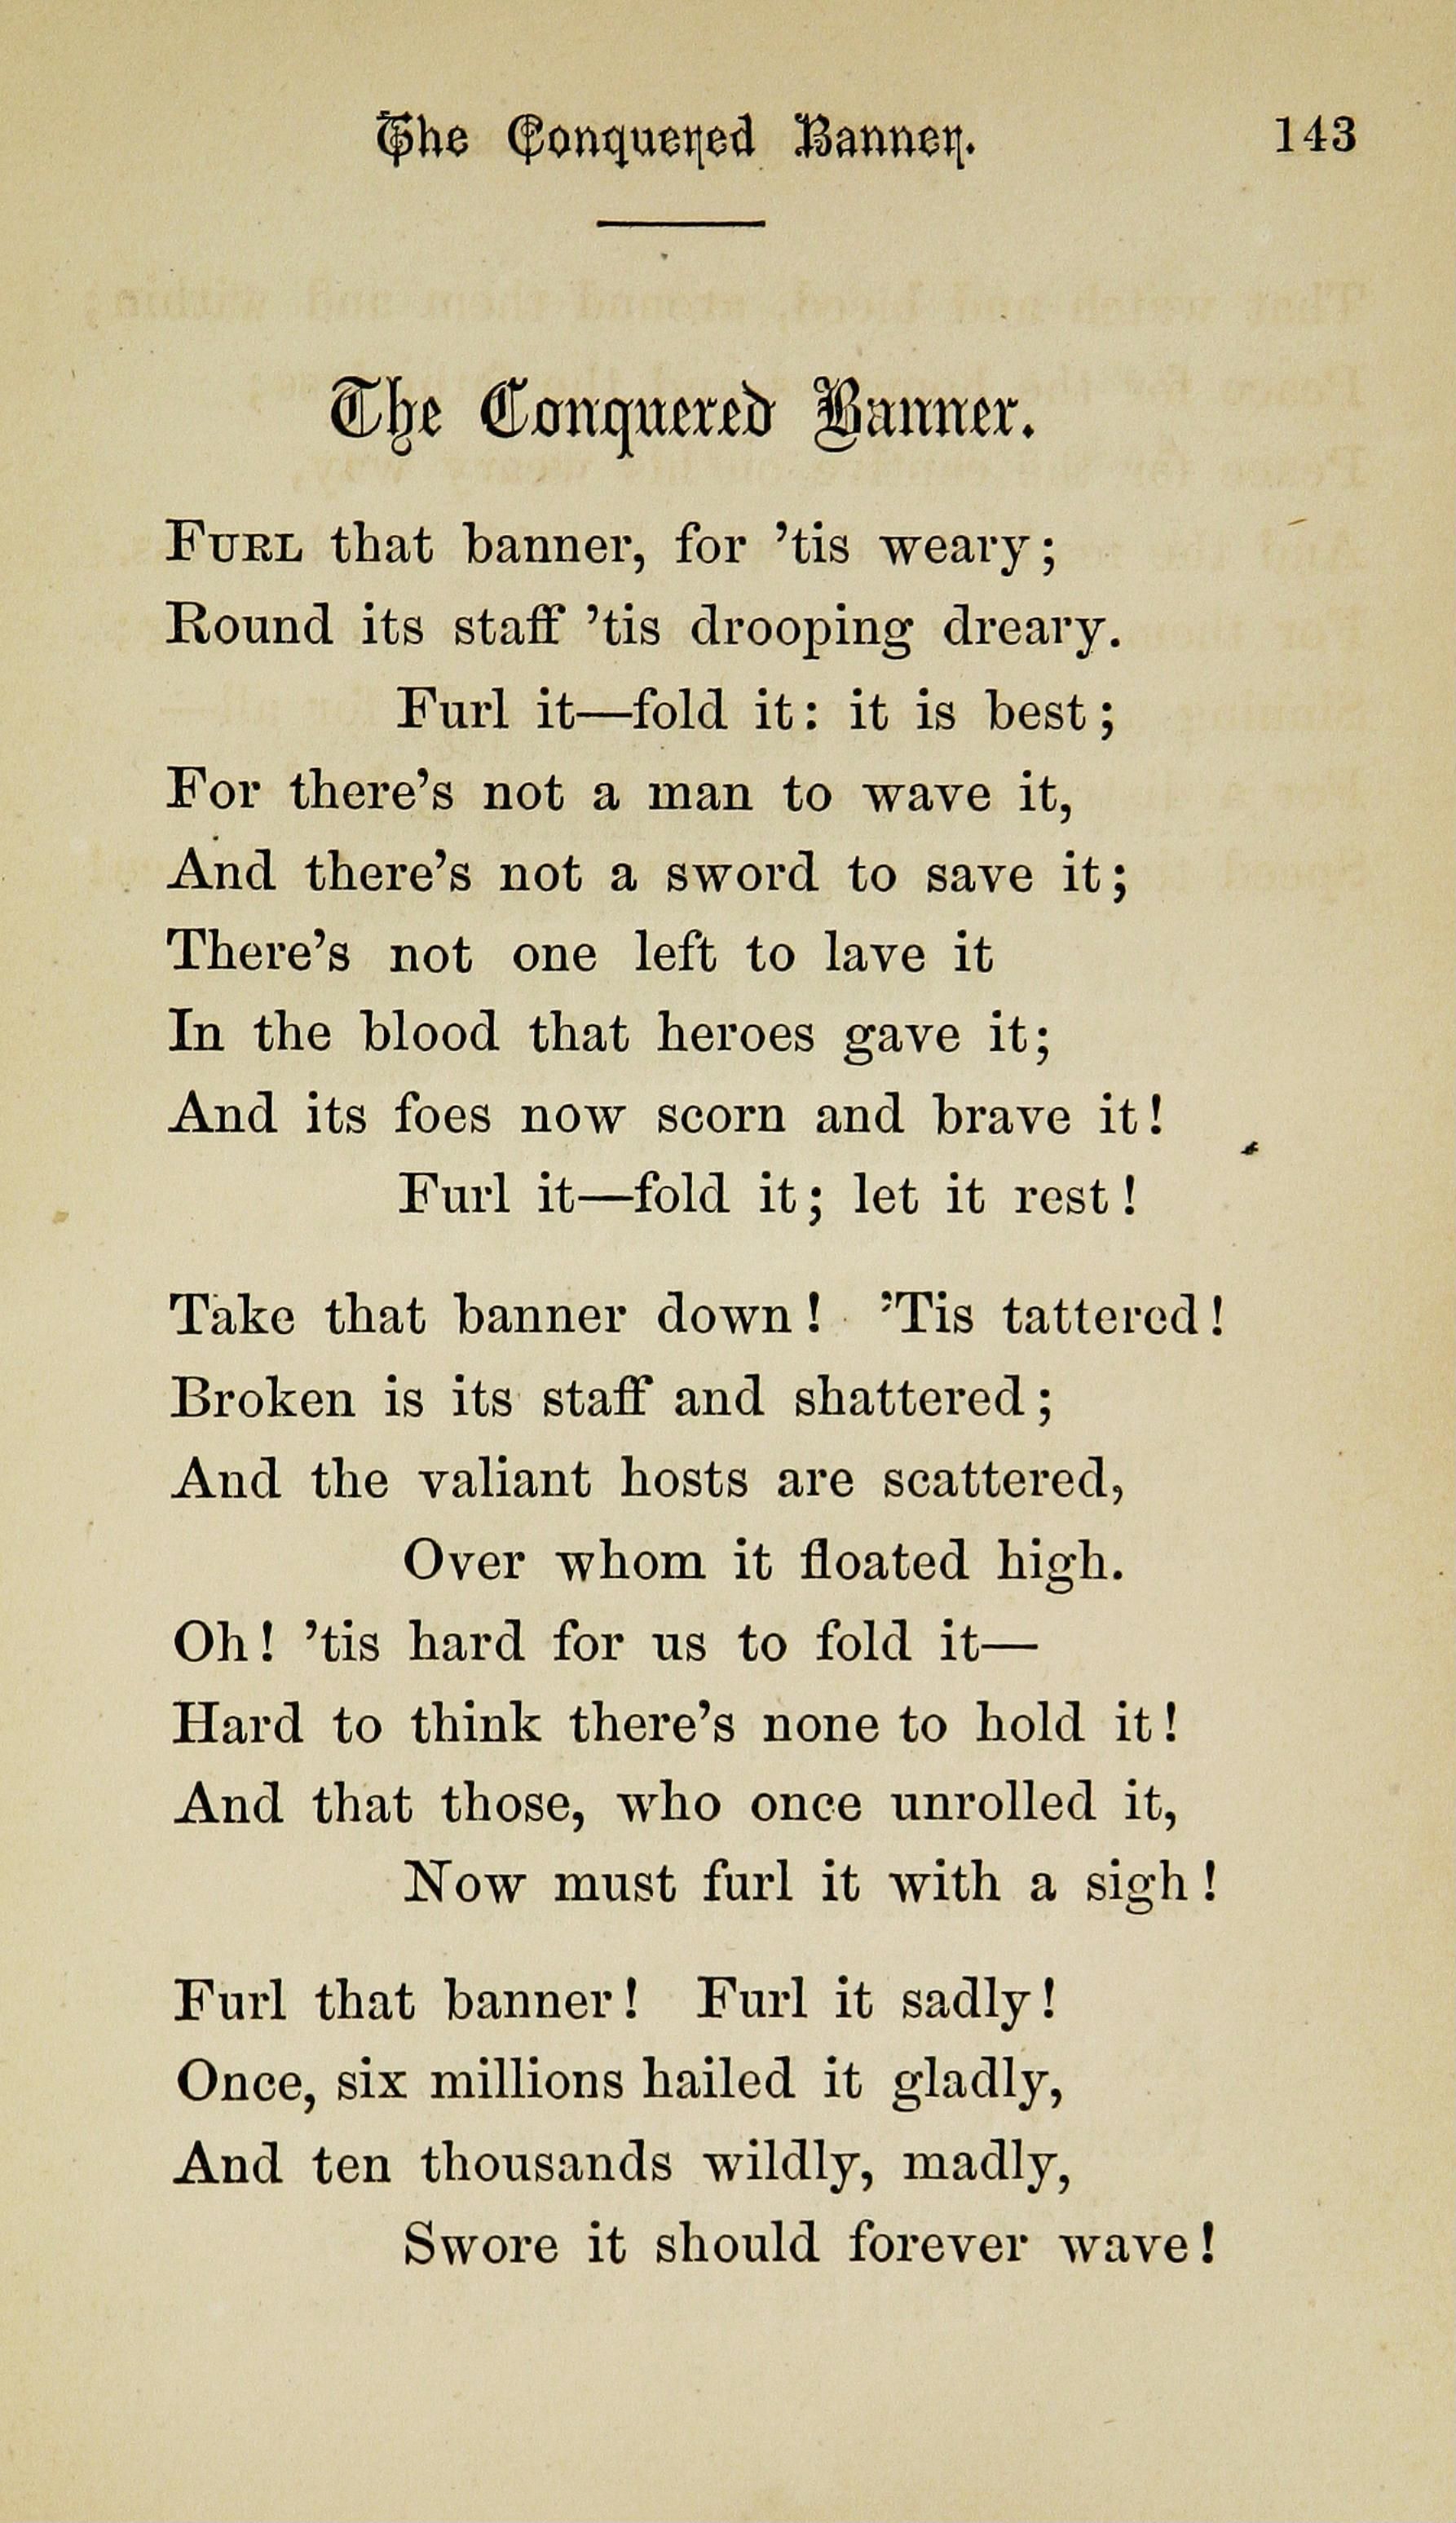 The Conquered Banner. 143
The Conquered Banner.
FURL that banner, for ’tis weary;
Round its staff ’tis drooping dreary.
Furl it—fold it: it is best;
For there’s not a man to wave it,
And there’s not a sword to save it;
There’s not one left to lave it
In the blood that heroes gave it;
And its foes now scorn and brave it!
Furl it—fold it; let it rest!
Take that banner down! ’Tis tattered!
Broken is its staff and shattered;
And the valiant hosts are scattered,
Over whom it floated high.
Oh! ’tis hard for us to fold it—
Hard to think there’s none to hold it!
And that those, who once unrolled it,
Now must furl it with a sigh!
Furl that banner! Furl it sadly!
Once, six millions hailed it gladly,
And ten thousands wildly, madly,
Swore it should forever wave!